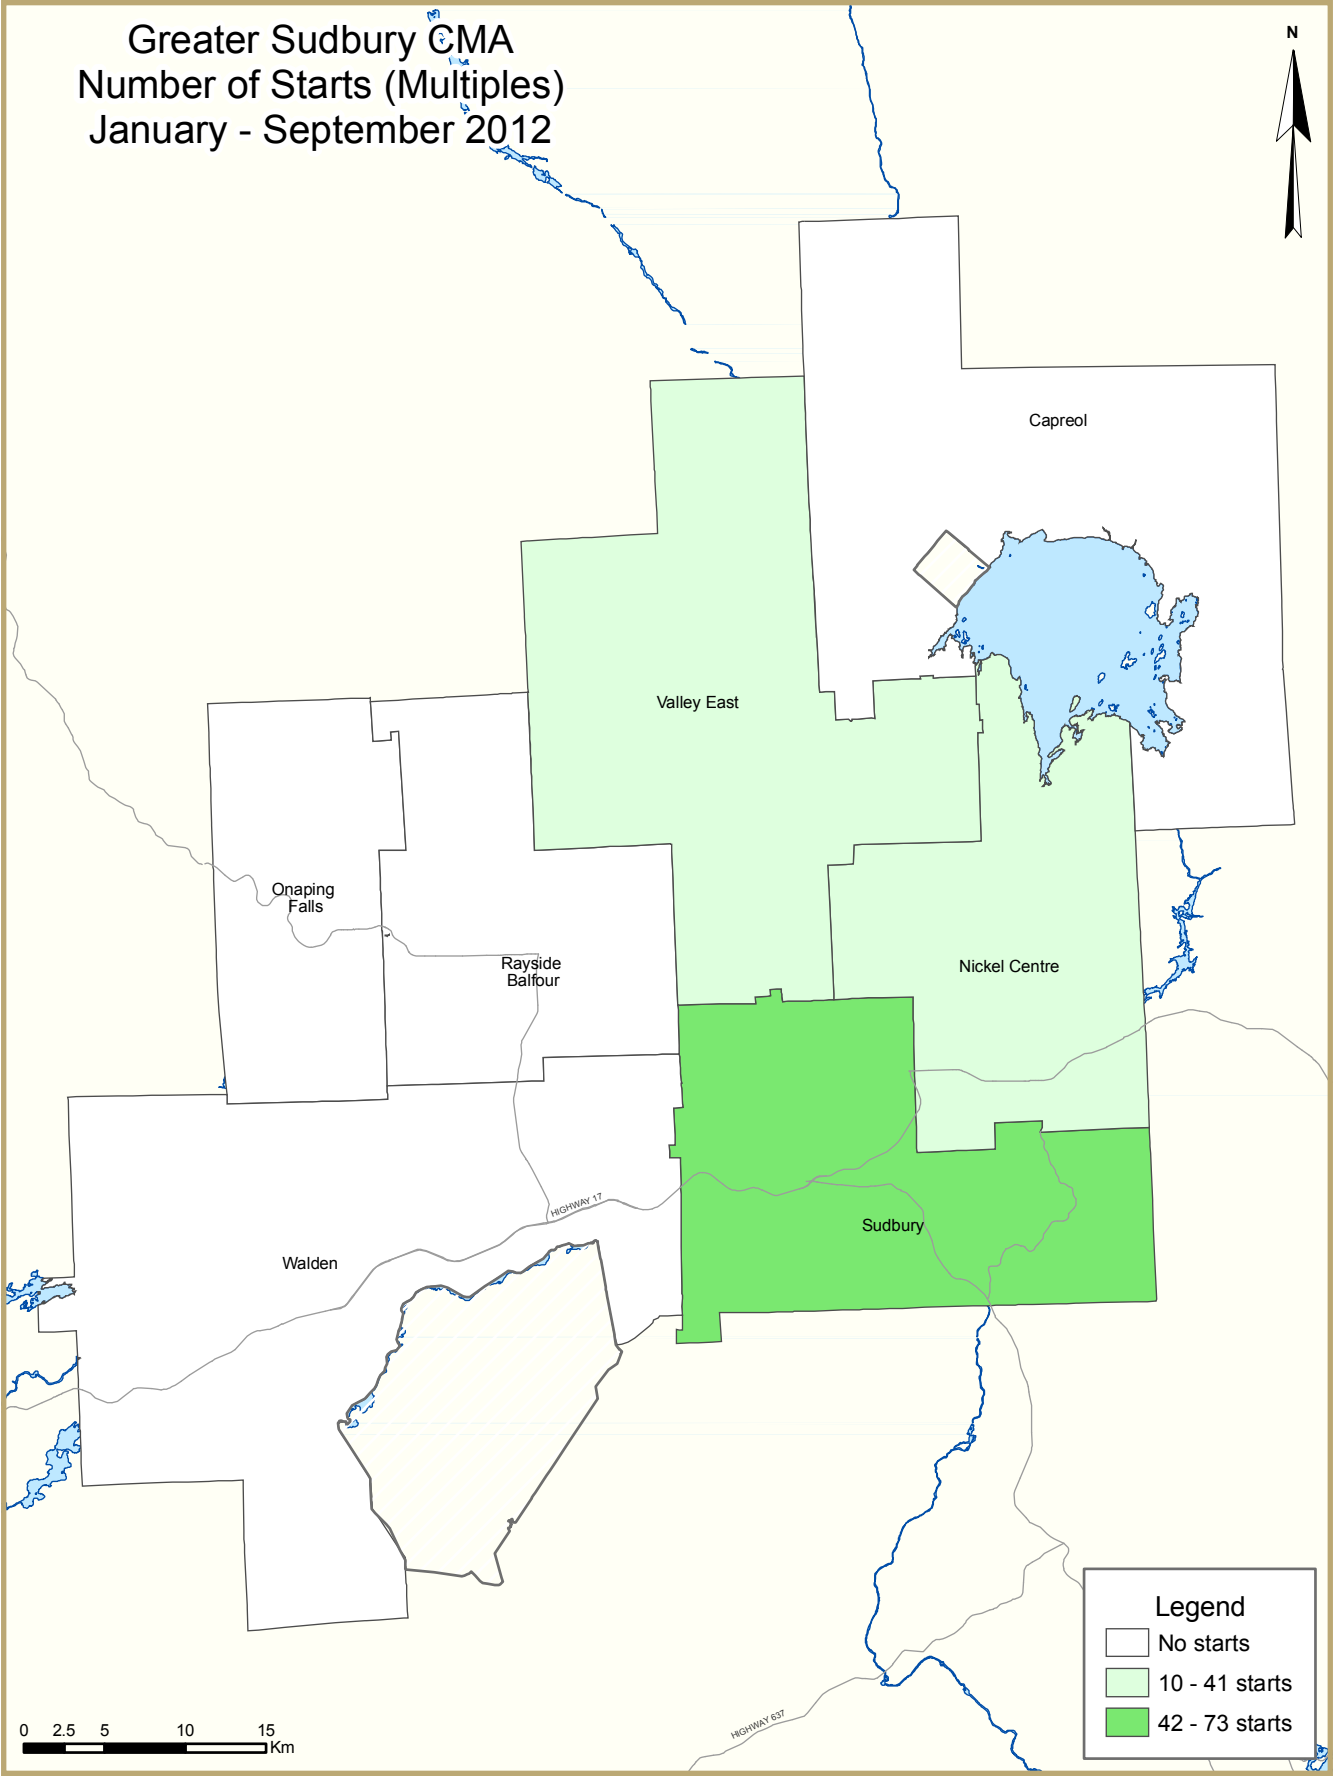 Greater Sudbury CMA
Number of Starts (Multiples)
January - September 2012
N
Capreol
Valley East
Onaping
Falls
Rayside
Balfour
Nickel Centre
HIGHWAY 17
Sudbury
Walden
Legend
No starts
10 - 41 starts
42 - 73 starts
HIGHWAY 637
0 2.5 5 10 15
Km